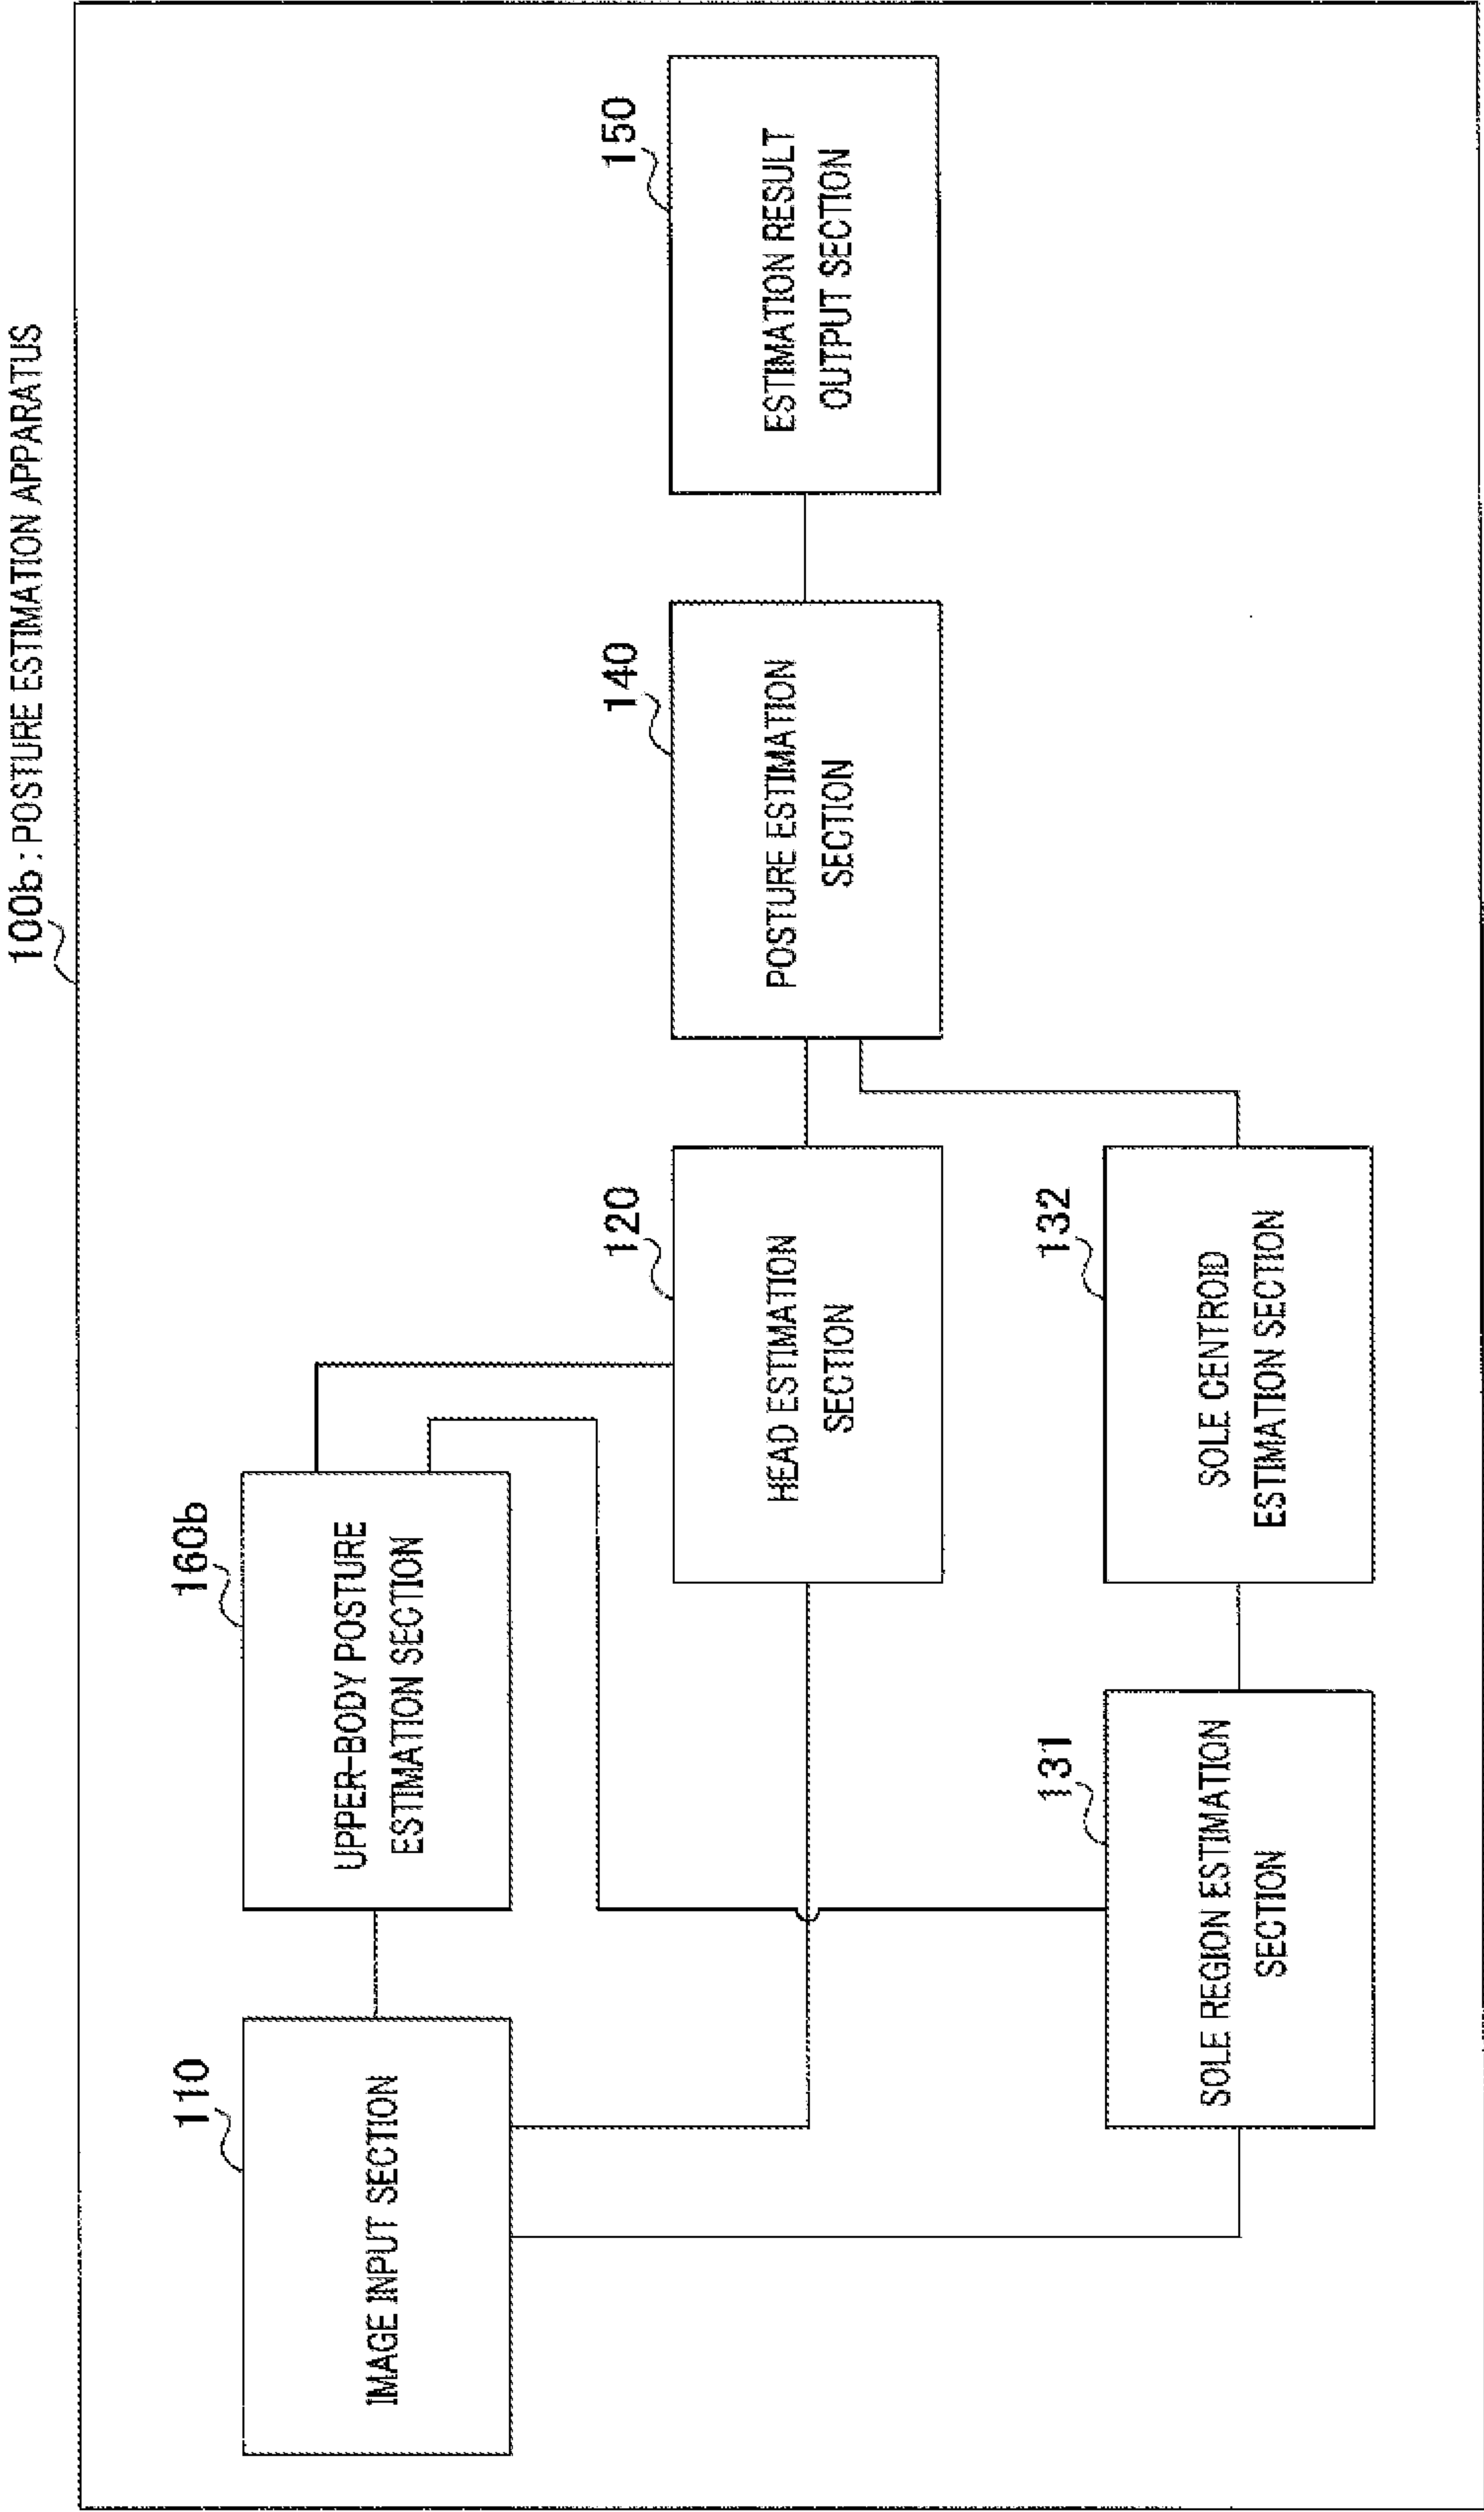 100b : POSTURE ESTIMATION APPARATUS
110
IMAGE INPUT SECTION
160b
UPPER-BODY POSTURE
ESTIMATION SECTION
120
HEAD ESTIMATION
SECTION
140
POSTURE ESTIMATION
SECTION
150
ESTIMATION RESULT
OUTPUT SECTION
131
SOLE REGION ESTIMATION
SECTION
132
SOLE CENTROID
ESTIMATION SECTION